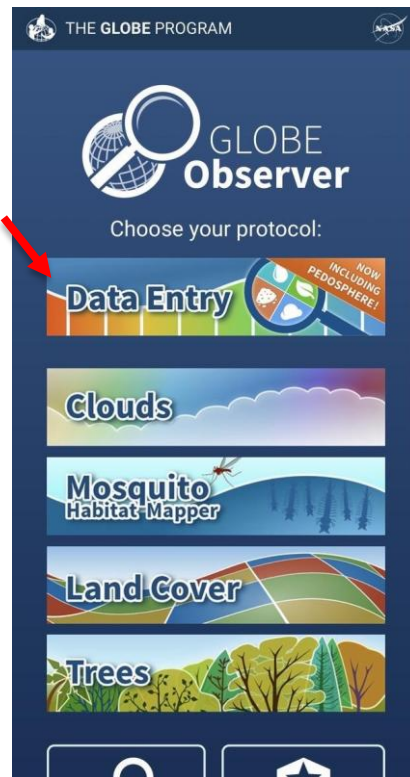 THE GLOBE PROGRAM
NASA
GLOBE
Observer
Choose your protocol:
Data Entry
NOW
INCLUDING
PEDOSPHERE!
Clouds
Mosquito
Habitat Mapper
Land Cover
Trees